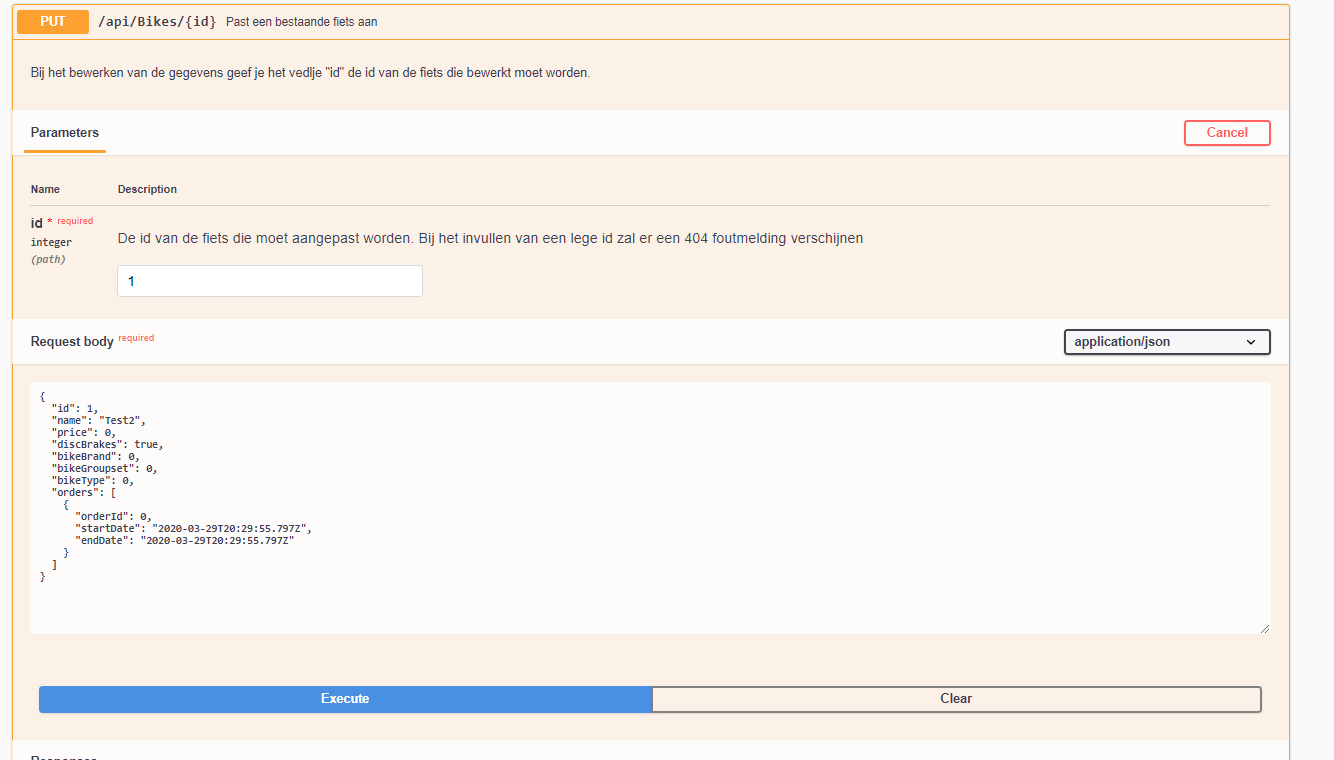 PUT /api/Bikes/{id} Past een bestaande fiets aan
Bij het bewerken van de gegevens geef je het vedlje "id" de id van de fiets die bewerkt moet worden.
Parameters Cancel
Name Description
id * required
integer
(path)
De id van de fiets die moet aangepast worden. Bij het invullen van een lege id zal er een 404 foutmelding verschijnen
1
Request body required application/json
{
"id": 1,
"name": "Test2",
"price": 0,
"discBrakes": true,
"bikeBrand": 0,
"bikeGroupset": 0,
"bikeType": 0,
"orders": [
{
"orderId": 0,
"startDate": "2020-03-29T20:29:55.797Z",
"endDate": "2020-03-29T20:29:55.797Z"
}
]
}
Execute Clear